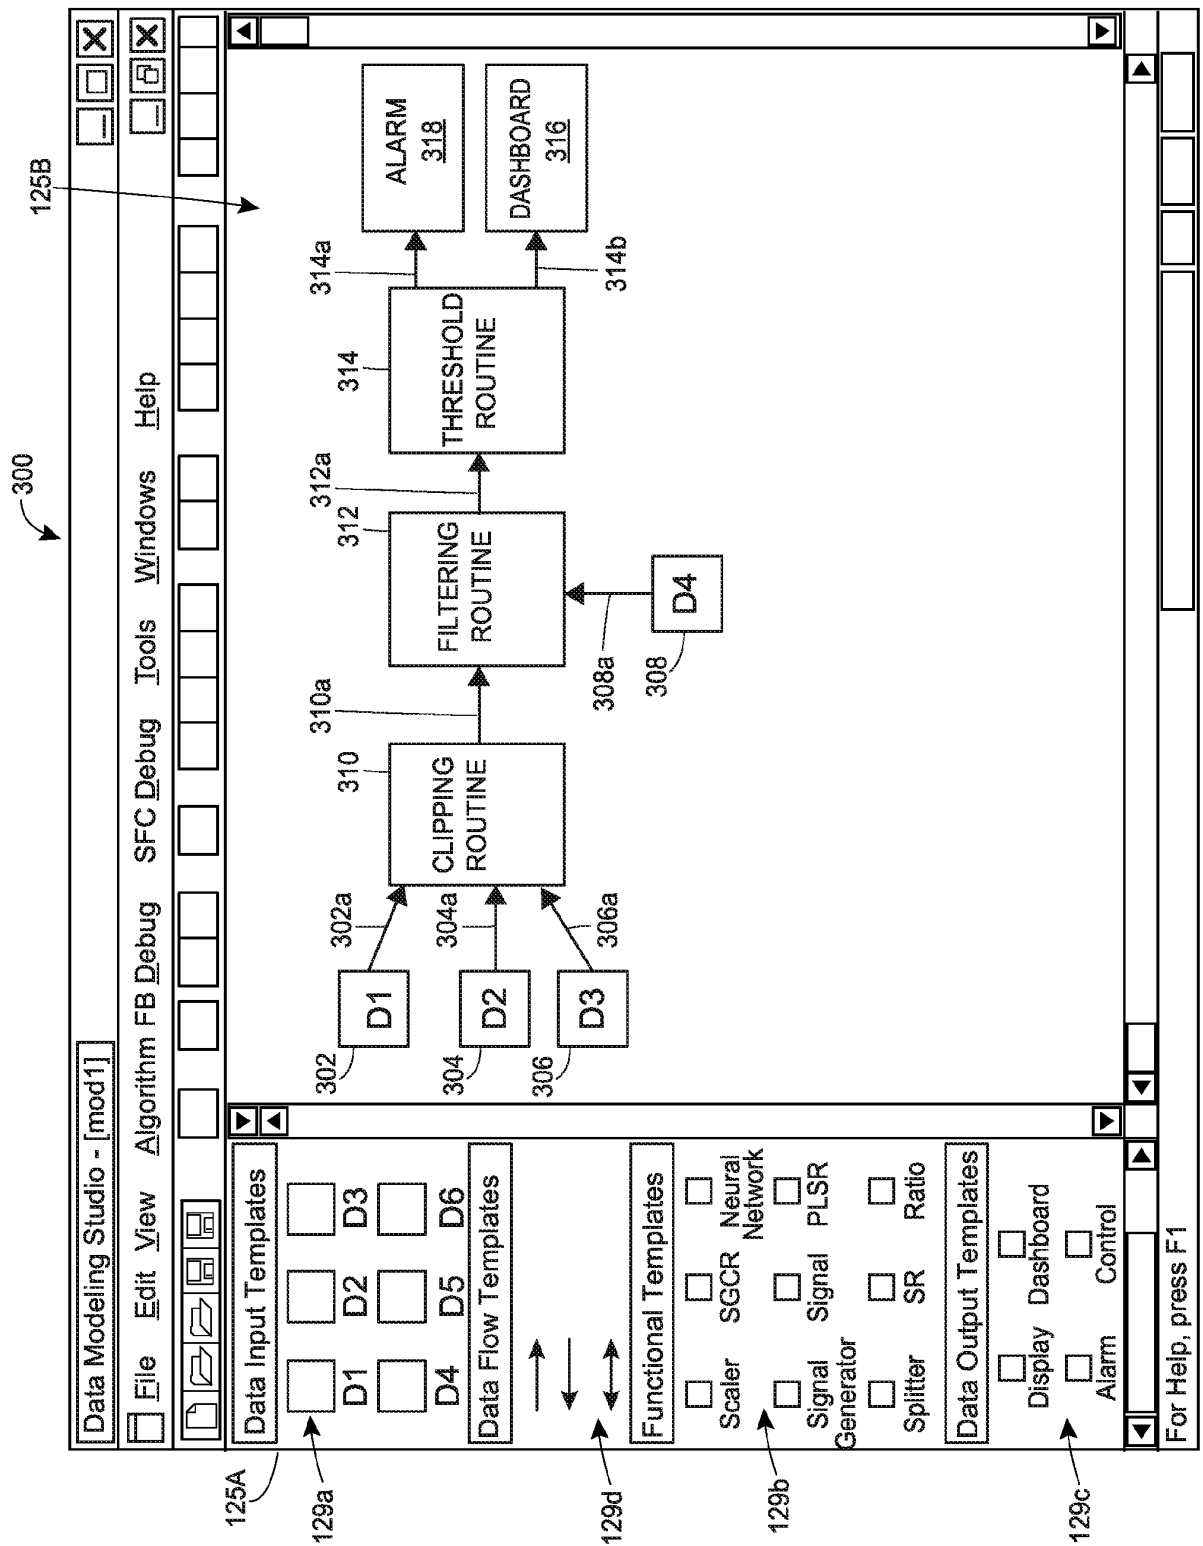 300
Data Modeling Studio - [mod1]
File Edit View Algorithm FB Debug SFC Debug Tools Windows Help
125A
125B
Data Input Templates
129a
D1 D2 D3
D4 D5 D6
Data Flow Templates
129d
Functional Templates
Scaler SGCR Neural Network
129b
Signal Generator Signal PLSR
Splitter SR Ratio
Data Output Templates
Display Dashboard
129c
Alarm Control
302
D1
302a
304
D2
304a
306
D3
306a
310
CLIPPING
ROUTINE
310a
312
FILTERING
ROUTINE
312a
308
D4
308a
314
THRESHOLD
ROUTINE
314a
314b
ALARM
318
DASHBOARD
316
For Help, press F1